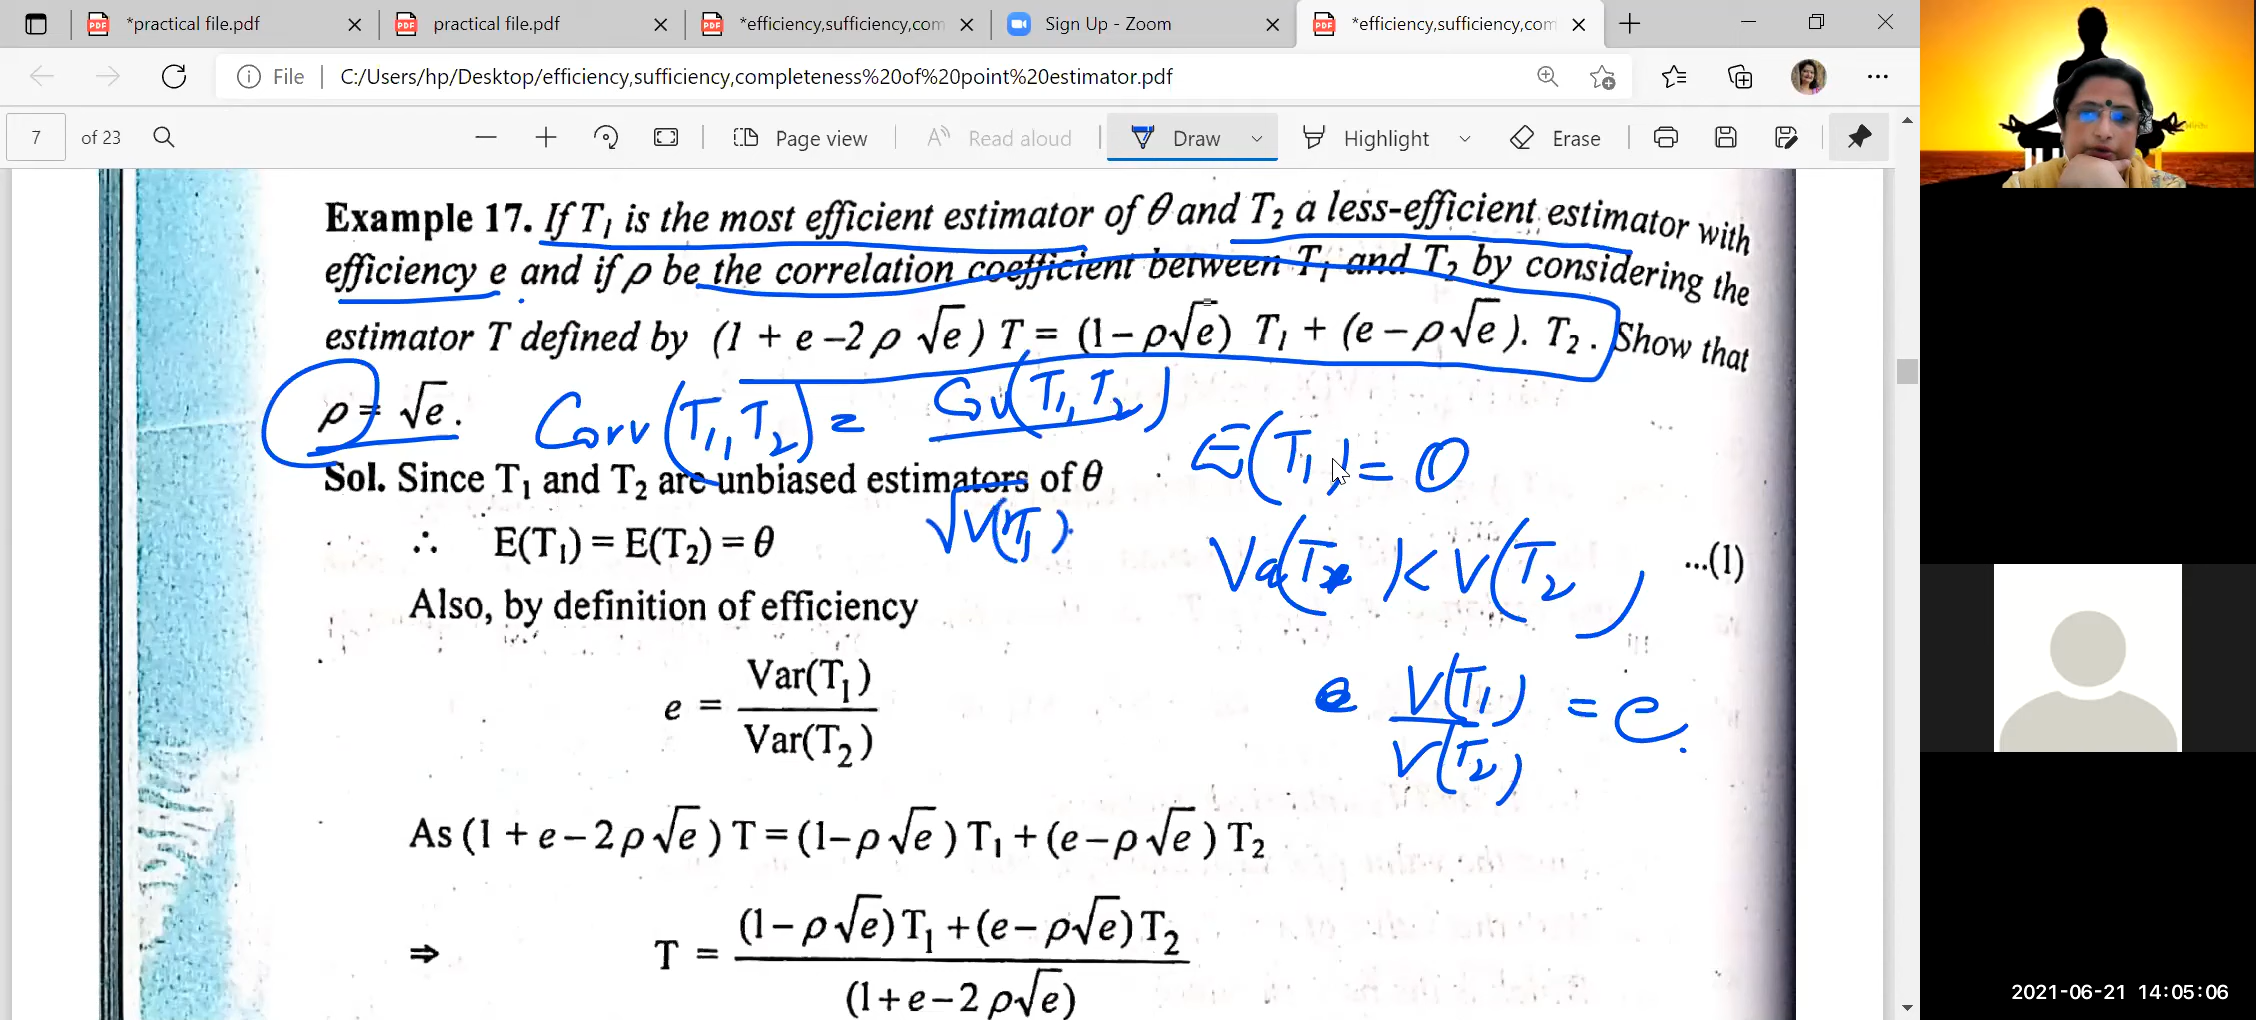 *practical file.pdf
practical file.pdf
*efficiency,sufficiency,com
Sign Up - Zoom
*efficiency,sufficiency,com
File | C:/Users/hp/Desktop/efficiency,sufficiency,completeness%20of%20point%20estimator.pdf
7 of 23
Page view
Read aloud
Draw
Highlight
Erase
Example 17. If T₁ is the most efficient estimator of θ and T₂ a less-efficient estimator with
efficiency e and if ρ be the correlation coefficient between T₁ and T₂ by considering the
estimator T defined by (1 + e – 2ρ √e) T = (1 – ρ√e) T₁ + (e – ρ√e). T₂. Show that
ρ = √e.
Corr (T₁, T₂) = Cov(T₁, T₂)
√V(T₁)
E(T₁) = θ
Sol. Since T₁ and T₂ are unbiased estimators of θ
∴ E(T₁) = E(T₂) = θ ...(1)
) < V(T₂)
Also, by definition of efficiency
e = Var(T₁) / Var(T₂)
e V(T₁) / V(T₂) = e.
As (1 + e – 2ρ√e) T = (1 – ρ√e) T₁ + (e – ρ√e) T₂
⇒ T = (1 – ρ√e) T₁ + (e – ρ√e) T₂ / (1 + e – 2ρ√e)
2021-06-21 14:05:06